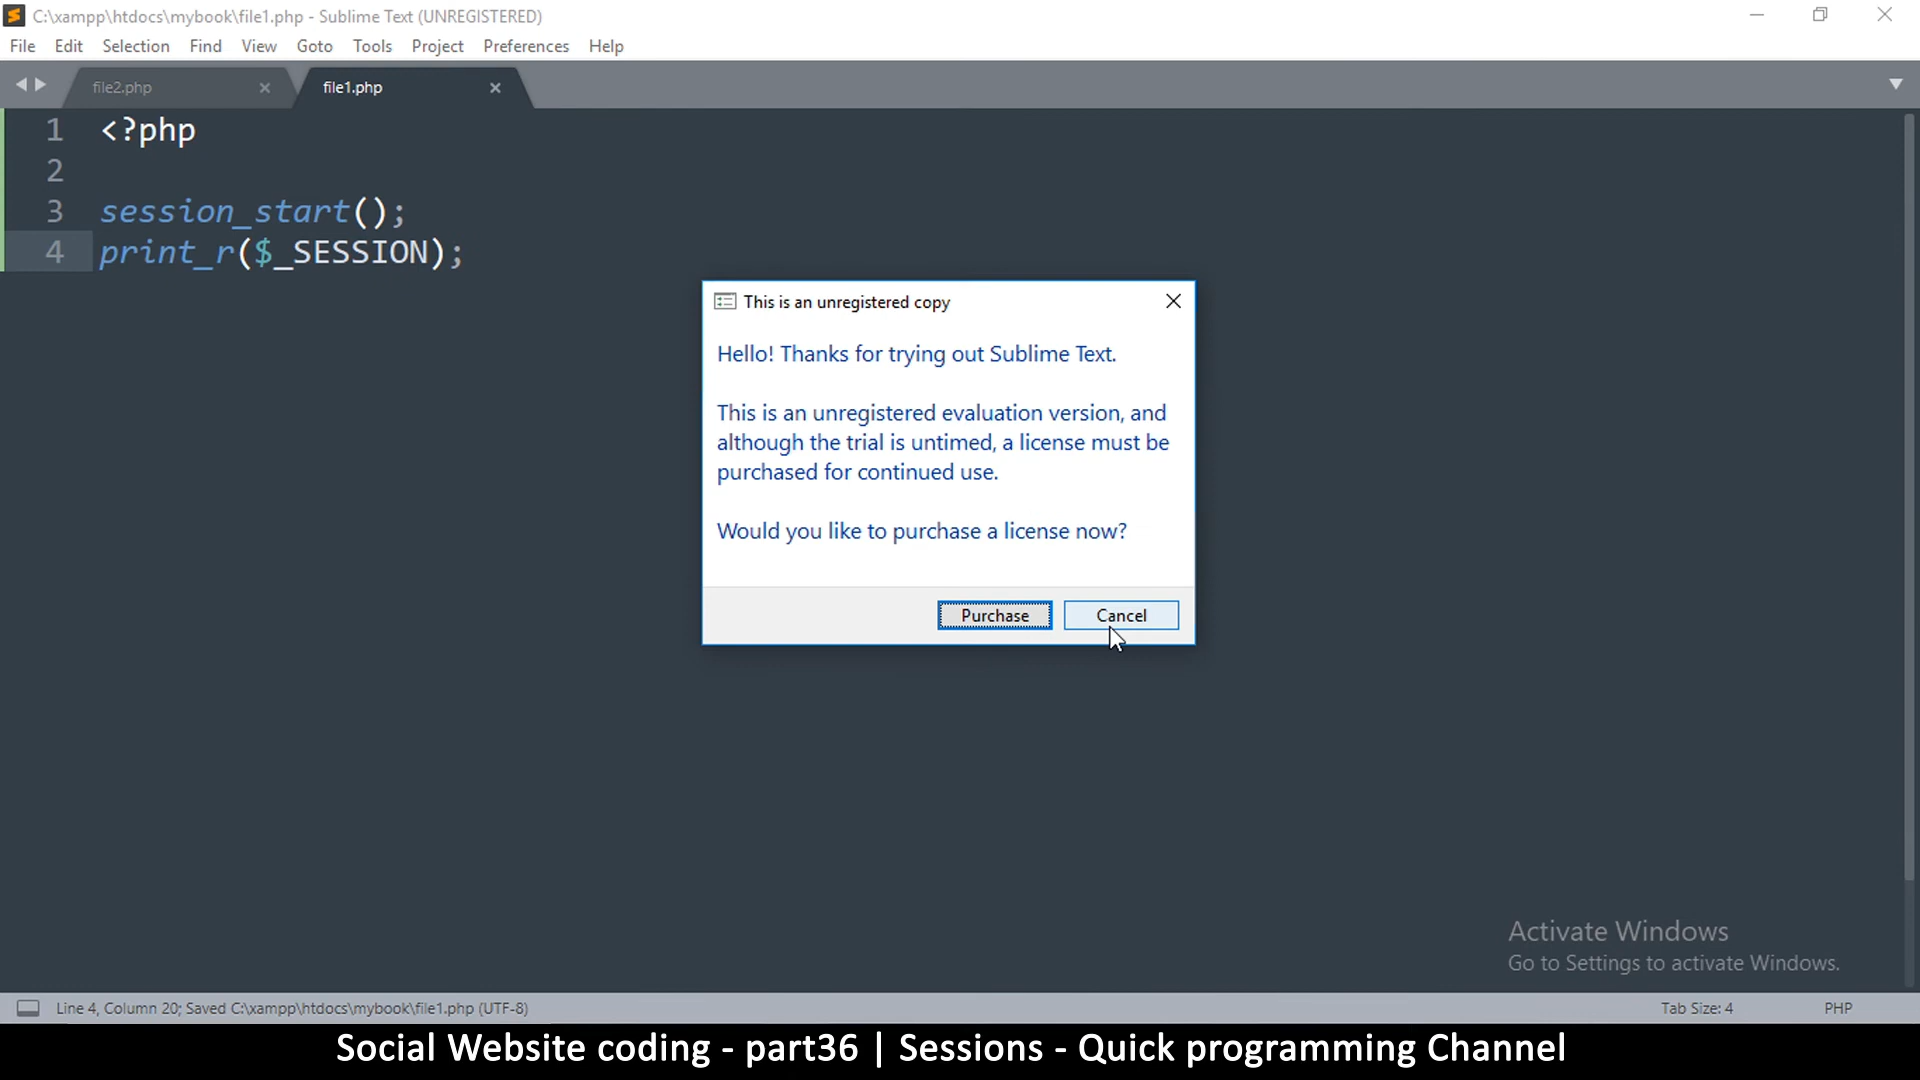 C:\xampp\htdocs\mybook\file1.php - Sublime Text (UNREGISTERED)
File Edit Selection Find View Goto Tools Project Preferences Help
file2.php file1.php
1 <?php
2
3 session_start();
4 print_r($_SESSION);
This is an unregistered copy
Hello! Thanks for trying out Sublime Text.
This is an unregistered evaluation version, and
although the trial is untimed, a license must be
purchased for continued use.
Would you like to purchase a license now?
Purchase Cancel
Activate Windows
Go to Settings to activate Windows.
Line 4, Column 20; Saved C:\xampp\htdocs\mybook\file1.php (UTF-8) Tab Size: 4 PHP
Social Website coding - part36 | Sessions - Quick programming Channel